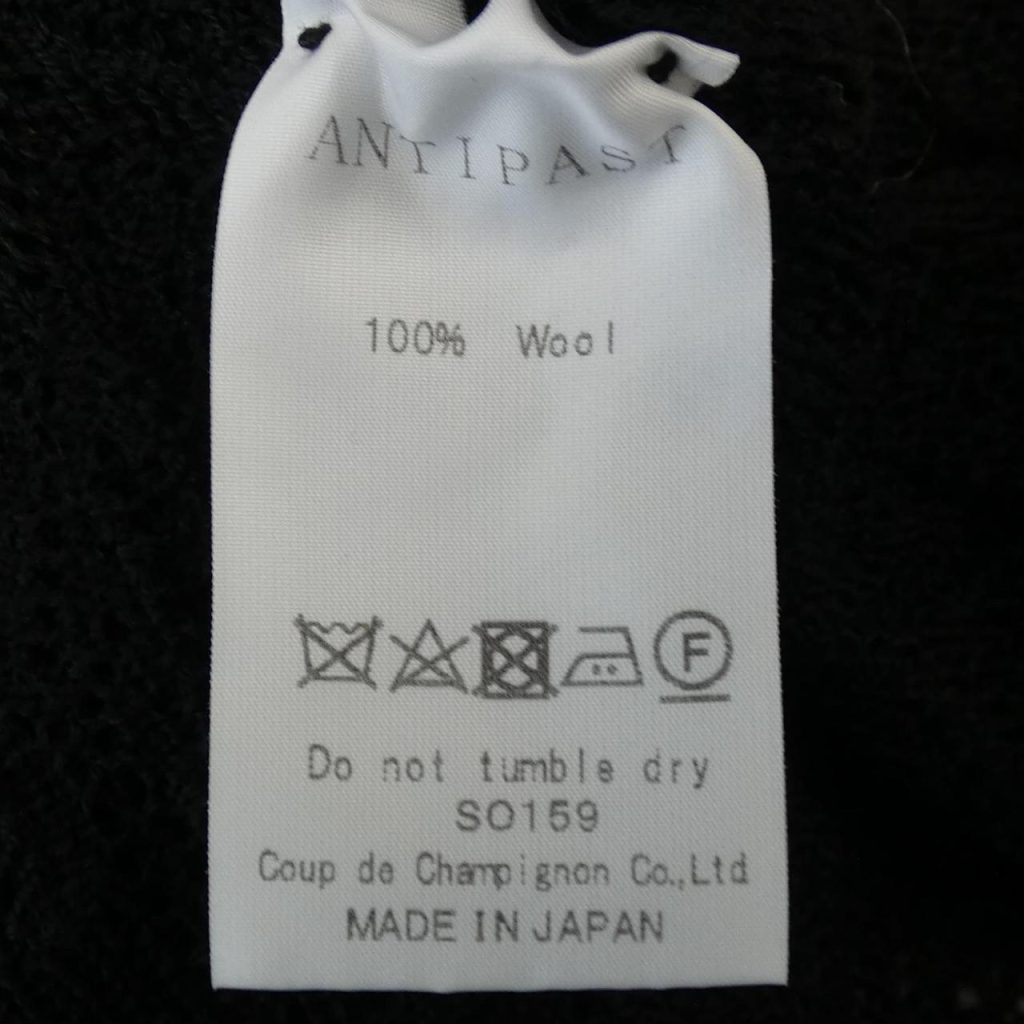 ANTIPAST
100% Wool
F
Do not tumble dry
SO159
Coup de Champignon Co.,Ltd
MADE IN JAPAN